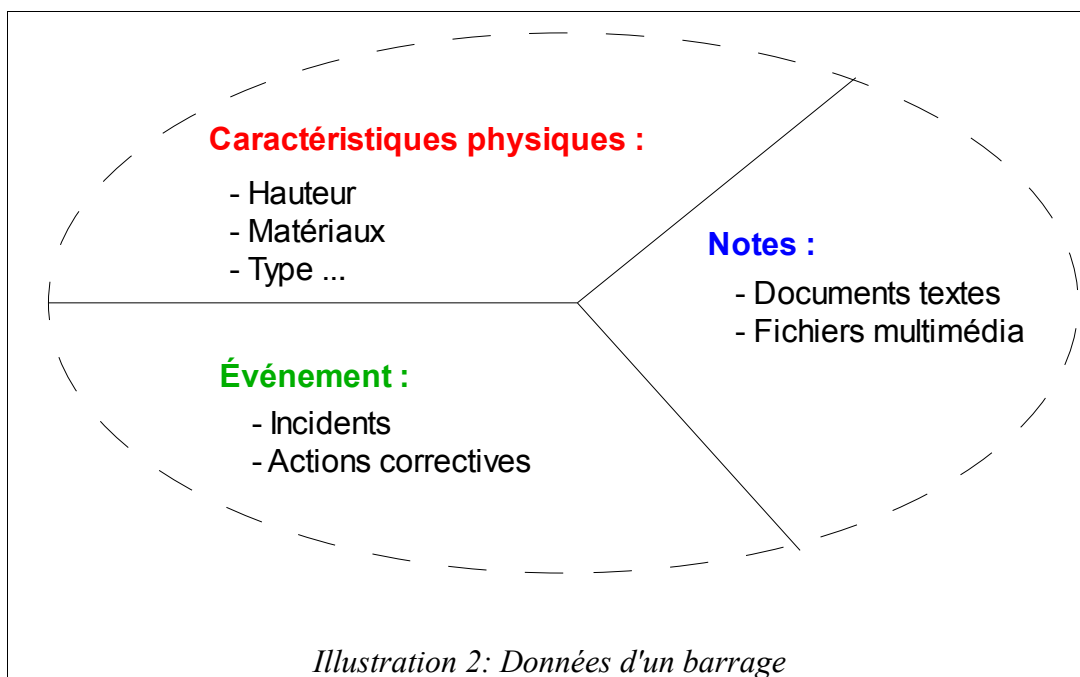 Caractéristiques physiques :
- Hauteur
- Matériaux
- Type ...
Notes :
- Documents textes
- Fichiers multimédia
Événement :
- Incidents
- Actions correctives
Illustration 2: Données d'un barrage